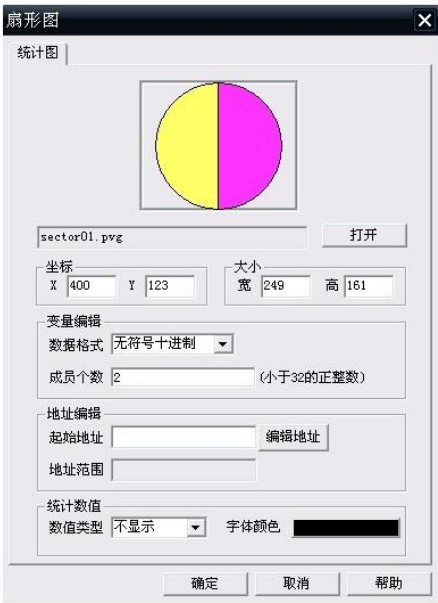 扇形图
统计图
sector01.pvg 打开
坐标 大小
X 400 Y 123 宽 249 高 161
变量编辑
数据格式 无符号十进制
成员个数 2 (小于32的正整数)
地址编辑
起始地址 编辑地址
地址范围
统计数值
数值类型 不显示 字体颜色
确定 取消 帮助